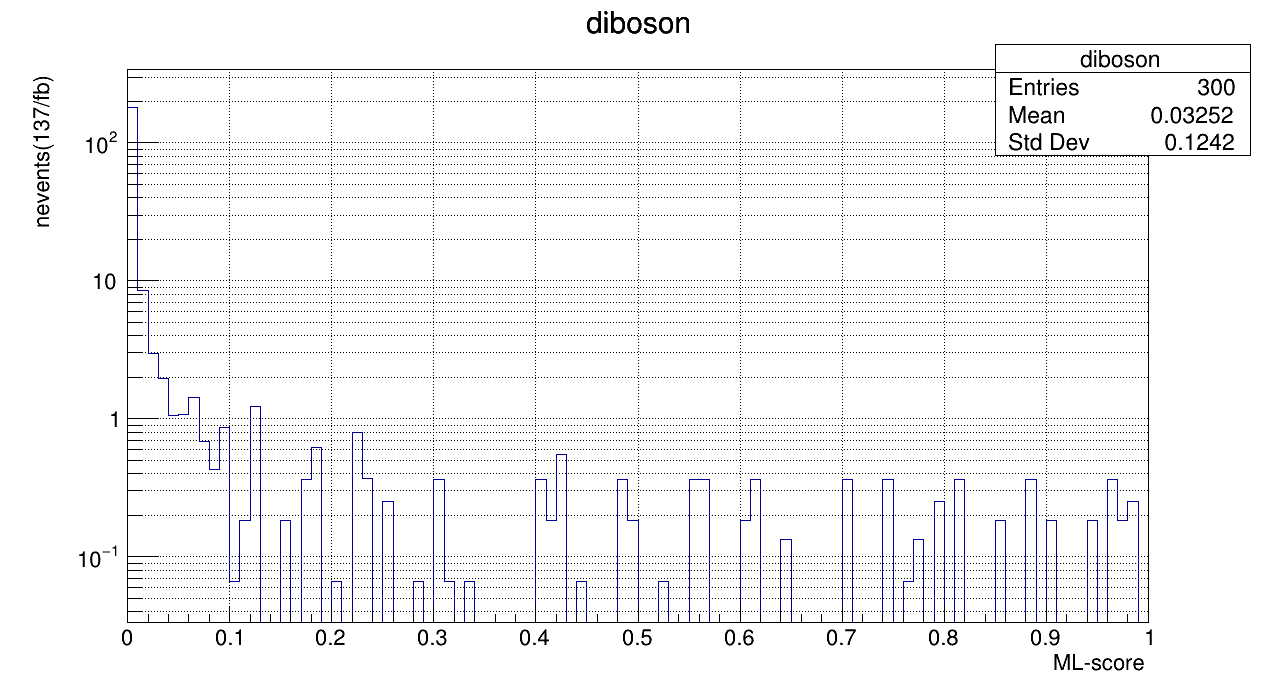 diboson
diboson
Entries 300
Mean 0.03252
Std Dev 0.1242
nevents(137/fb)
10²
10
1
10⁻¹
0 0.1 0.2 0.3 0.4 0.5 0.6 0.7 0.8 0.9 1
ML-score